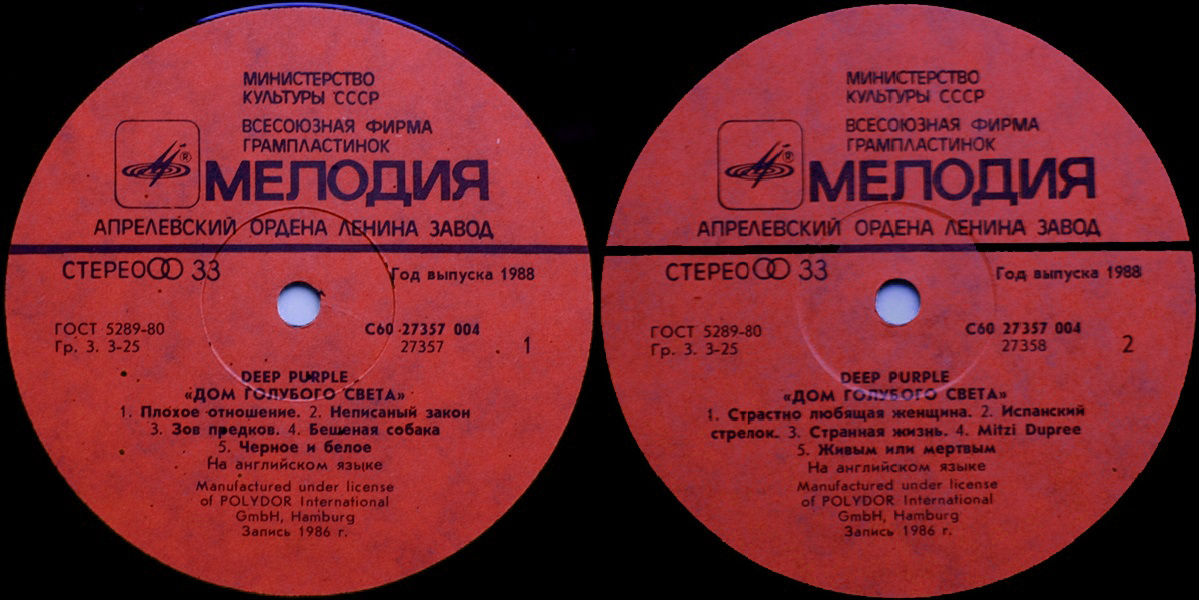 МИНИСТЕРСТВО
КУЛЬТУРЫ СССР
ВСЕСОЮЗНАЯ ФИРМА
ГРАМПЛАСТИНОК
®
МЕЛОДИЯ
АПРЕЛЕВСКИЙ ОРДЕНА ЛЕНИНА ЗАВОД
СТЕРЕО 33
Год выпуска 1988
ГОСТ 5289-80
Гр. 3. 3-25
С60 27357 004
27357
1
DEEP PURPLE
«ДОМ ГОЛУБОГО СВЕТА»
1. Плохое отношение. 2. Неписаный закон
3. Зов предков. 4. Бешеная собака
5. Черное и белое
На английском языке
Manufactured under license
of POLYDOR International
GmbH, Hamburg
Запись 1986 г.
МИНИСТЕРСТВО
КУЛЬТУРЫ СССР
ВСЕСОЮЗНАЯ ФИРМА
ГРАМПЛАСТИНОК
®
МЕЛОДИЯ
АПРЕЛЕВСКИЙ ОРДЕНА ЛЕНИНА ЗАВОД
СТЕРЕО 33
Год выпуска 1988
ГОСТ 5289-80
Гр. 3. 3-25
С60 27357 004
27358
2
DEEP PURPLE
«ДОМ ГОЛУБОГО СВЕТА»
1. Страстно любящая женщина. 2. Испанский
стрелок. 3. Странная жизнь. 4. Mitzi Dupree
5. Живым или мертвым
На английском языке
Manufactured under license
of POLYDOR International
GmbH, Hamburg
Запись 1986 г.